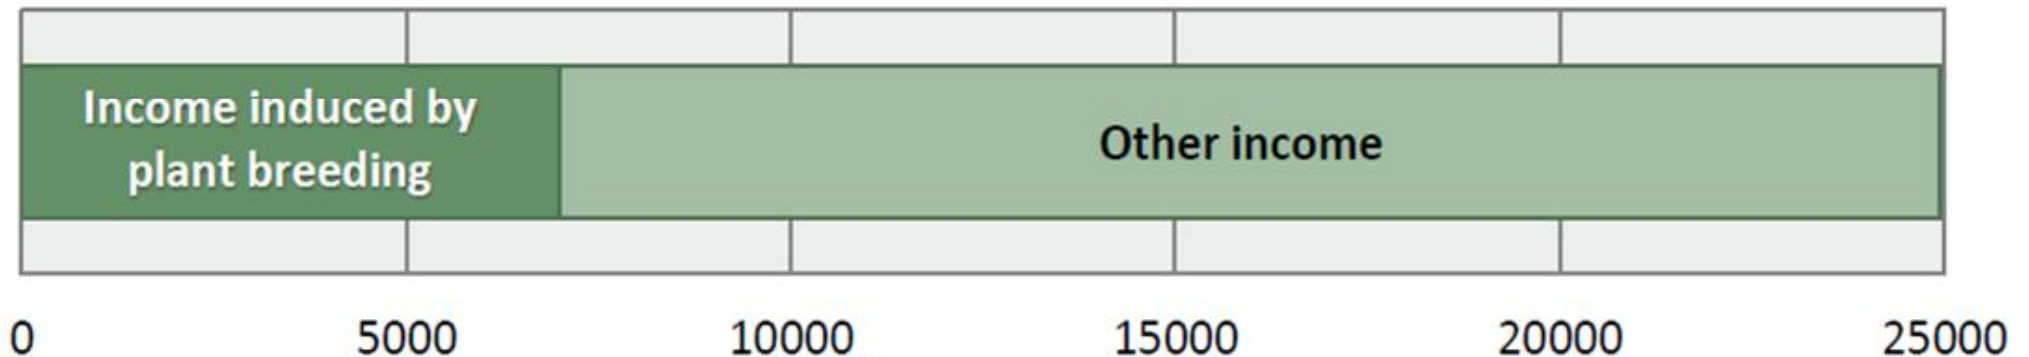 Income induced by
plant breeding
Other income
0 5000 10000 15000 20000 25000